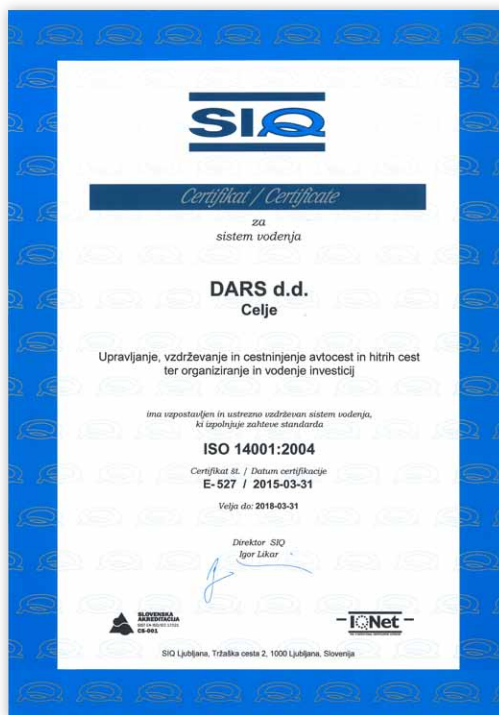 SIQ
Certifikat / Certificate
za
sistem vodenja
DARS d.d.
Celje
Upravljanje, vzdrževanje in cestninjenje avtocest in hitrih cest
ter organiziranje in vodenje investicij
ima vzpostavljen in ustrezno vzdrževan sistem vodenja,
ki izpolnjuje zahteve standarda
ISO 14001:2004
Certifikat št. / Datum certifikacije
E- 527 / 2015-03-31
Velja do: 2018-03-31
Direktor SIQ
Igor Likar
SLOVENSKA
AKREDITACIJA
CS-001
IQNet
SIQ Ljubljana, Tržaška cesta 2, 1000 Ljubljana, Slovenija